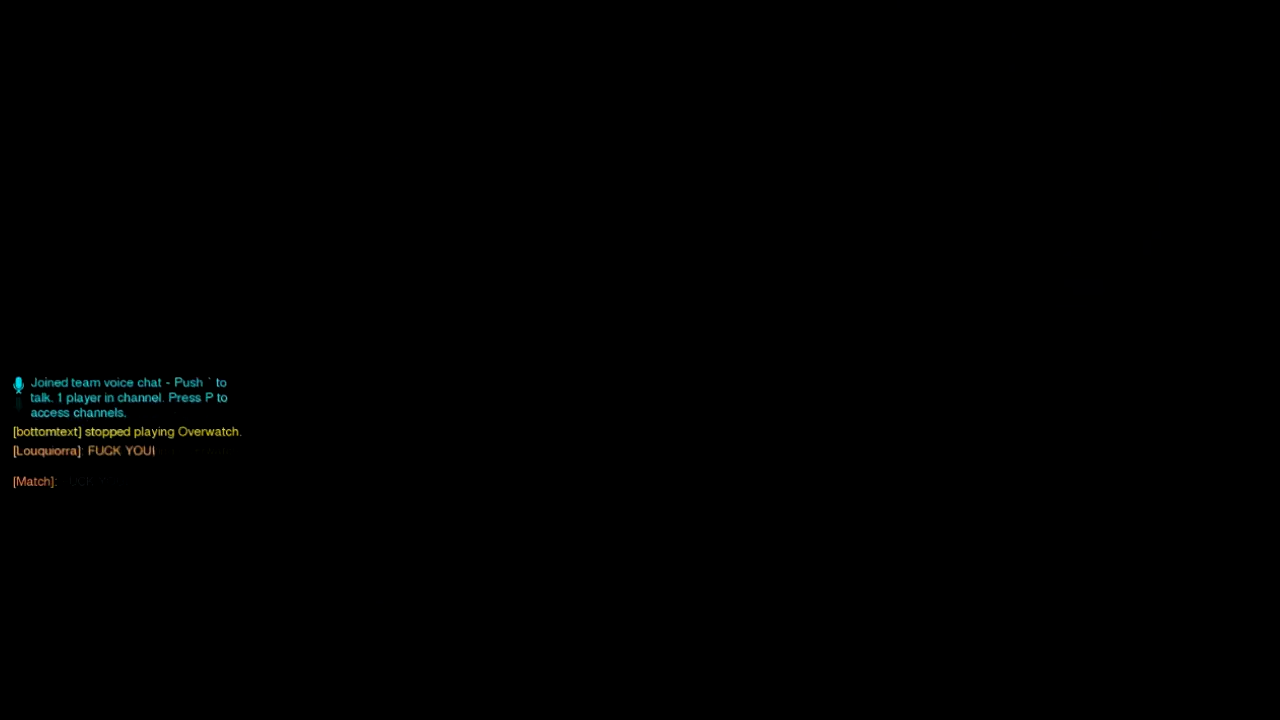 Joined team voice chat - Push ` to
talk. 1 player in channel. Press P to
access channels.
[bottomtext] stopped playing Overwatch.
[Louquiorra]: FUCK YOU!
[Match]: